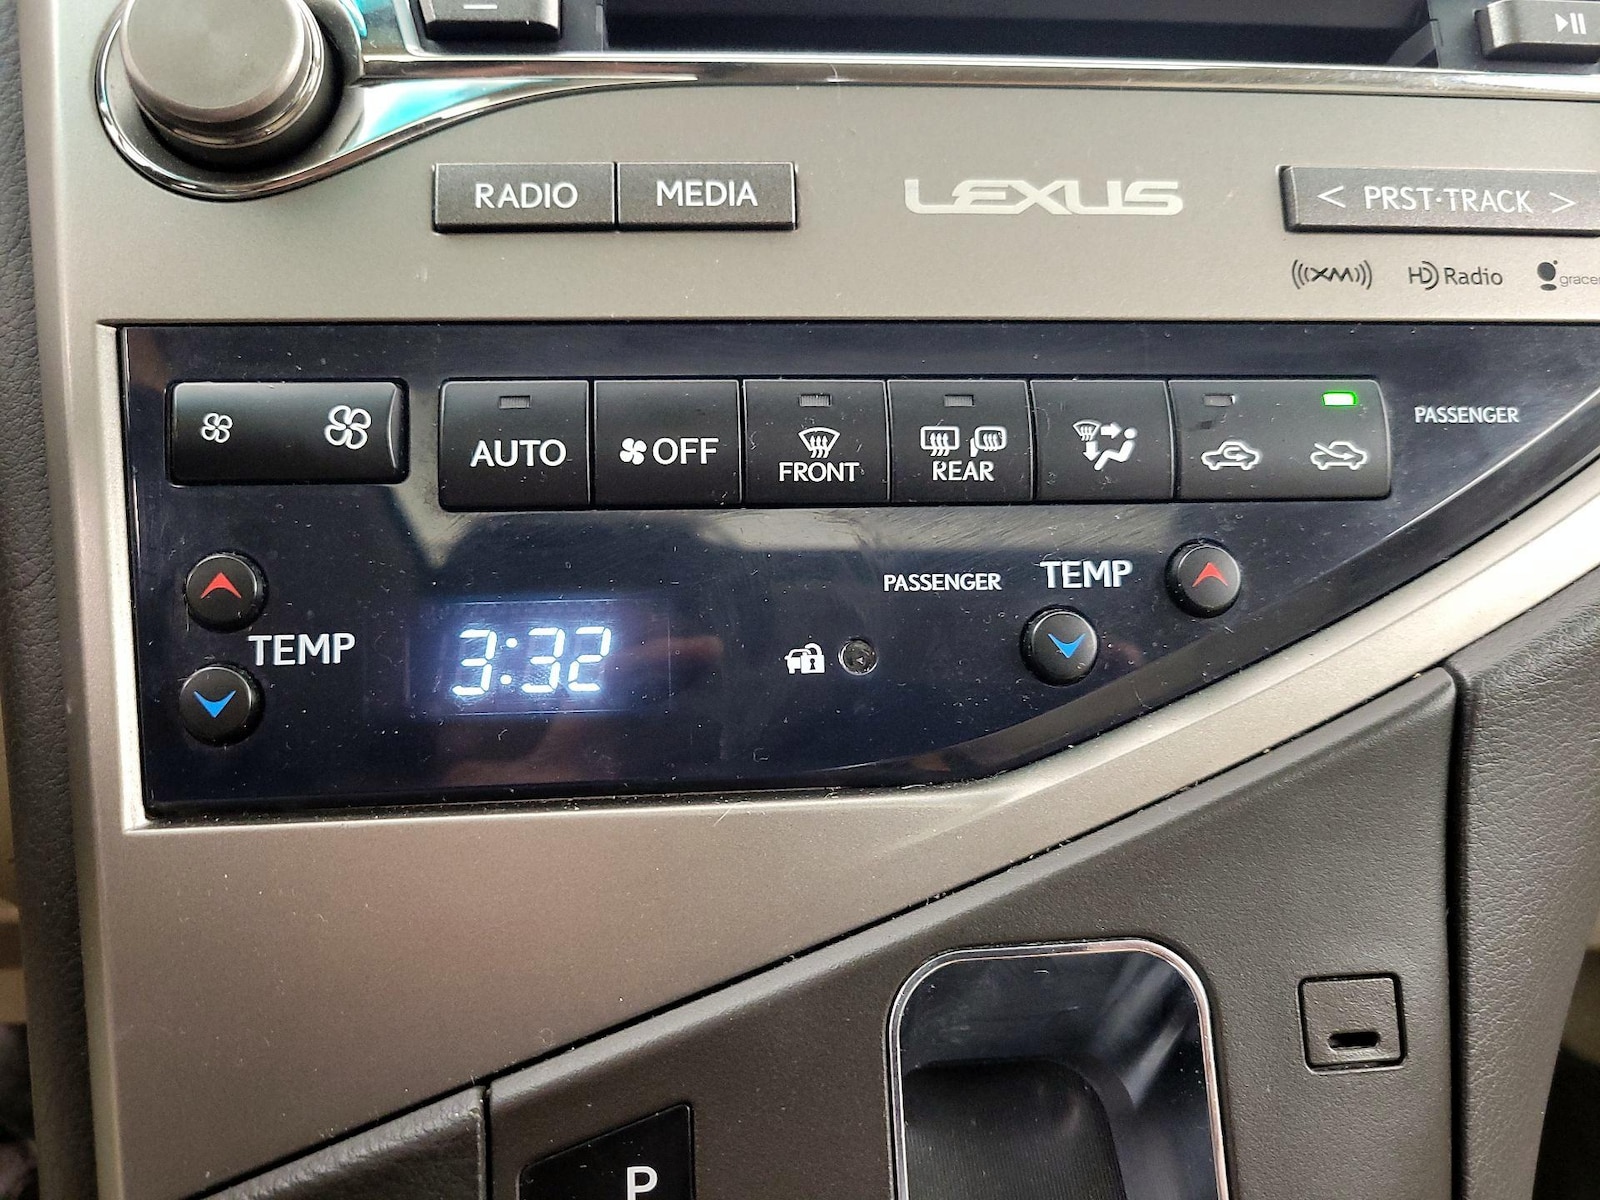 RADIO
MEDIA
LEXUS
< PRST·TRACK >
((XM))
HD Radio
AUTO
OFF
FRONT
REAR
PASSENGER
TEMP
3:32
PASSENGER
TEMP
P